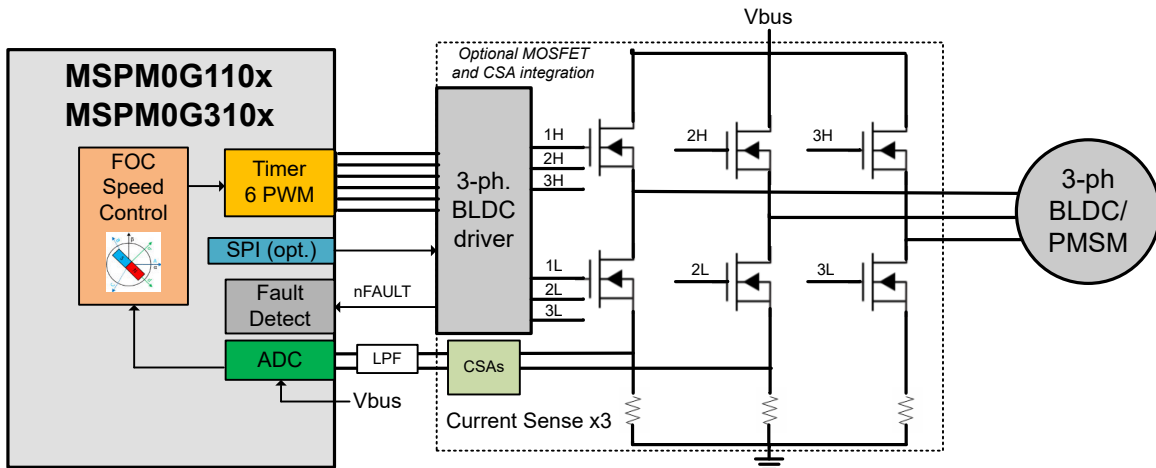 Vbus
Optional MOSFET
and CSA integration
MSPM0G110x
MSPM0G310x
FOC
Speed
Control
Timer
6 PWM
SPI (opt.)
Fault
Detect
ADC
nFAULT
LPF
Vbus
3-ph.
BLDC
driver
CSAs
Current Sense x3
1H
2H
3H
1L
2L
3L
2H
3H
2L
3L
3-ph
BLDC/
PMSM